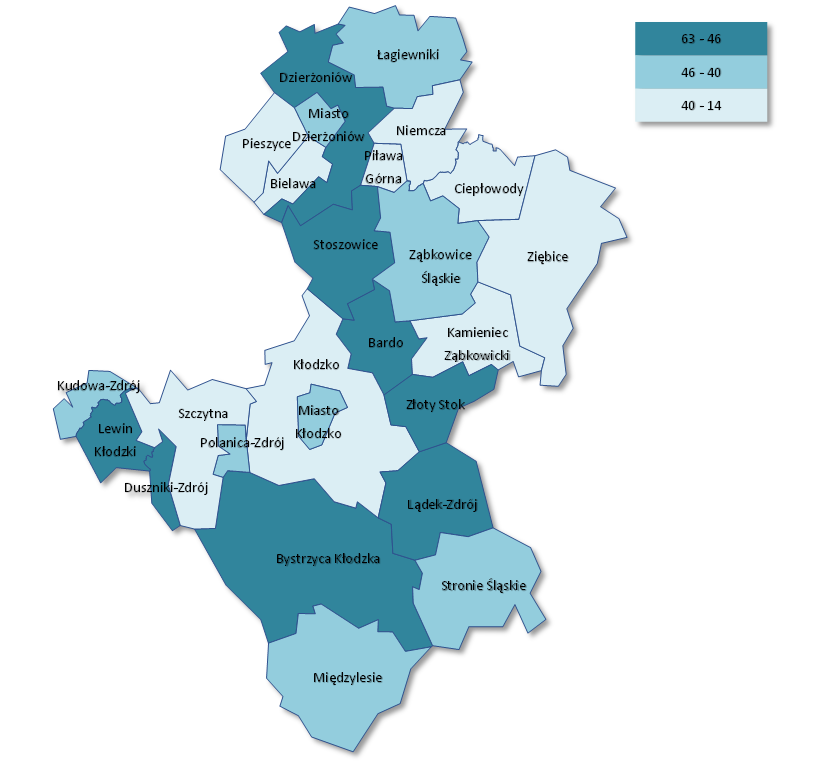 63 - 46
46 - 40
40 - 14
Łagiewniki
Dzierżoniów
Miasto
Dzierżoniów
Niemcza
Pieszyce
Piława
Górna
Bielawa
Ciepłowody
Stoszowice
Ząbkowice
Śląskie
Ziębice
Kamieniec
Ząbkowicki
Bardo
Kłodzko
Kudowa-Zdrój
Złoty Stok
Szczytna
Miasto
Kłodzko
Lewin
Kłodzki
Polanica-Zdrój
Duszniki-Zdrój
Lądek-Zdrój
Bystrzyca Kłodzka
Stronie Śląskie
Międzylesie